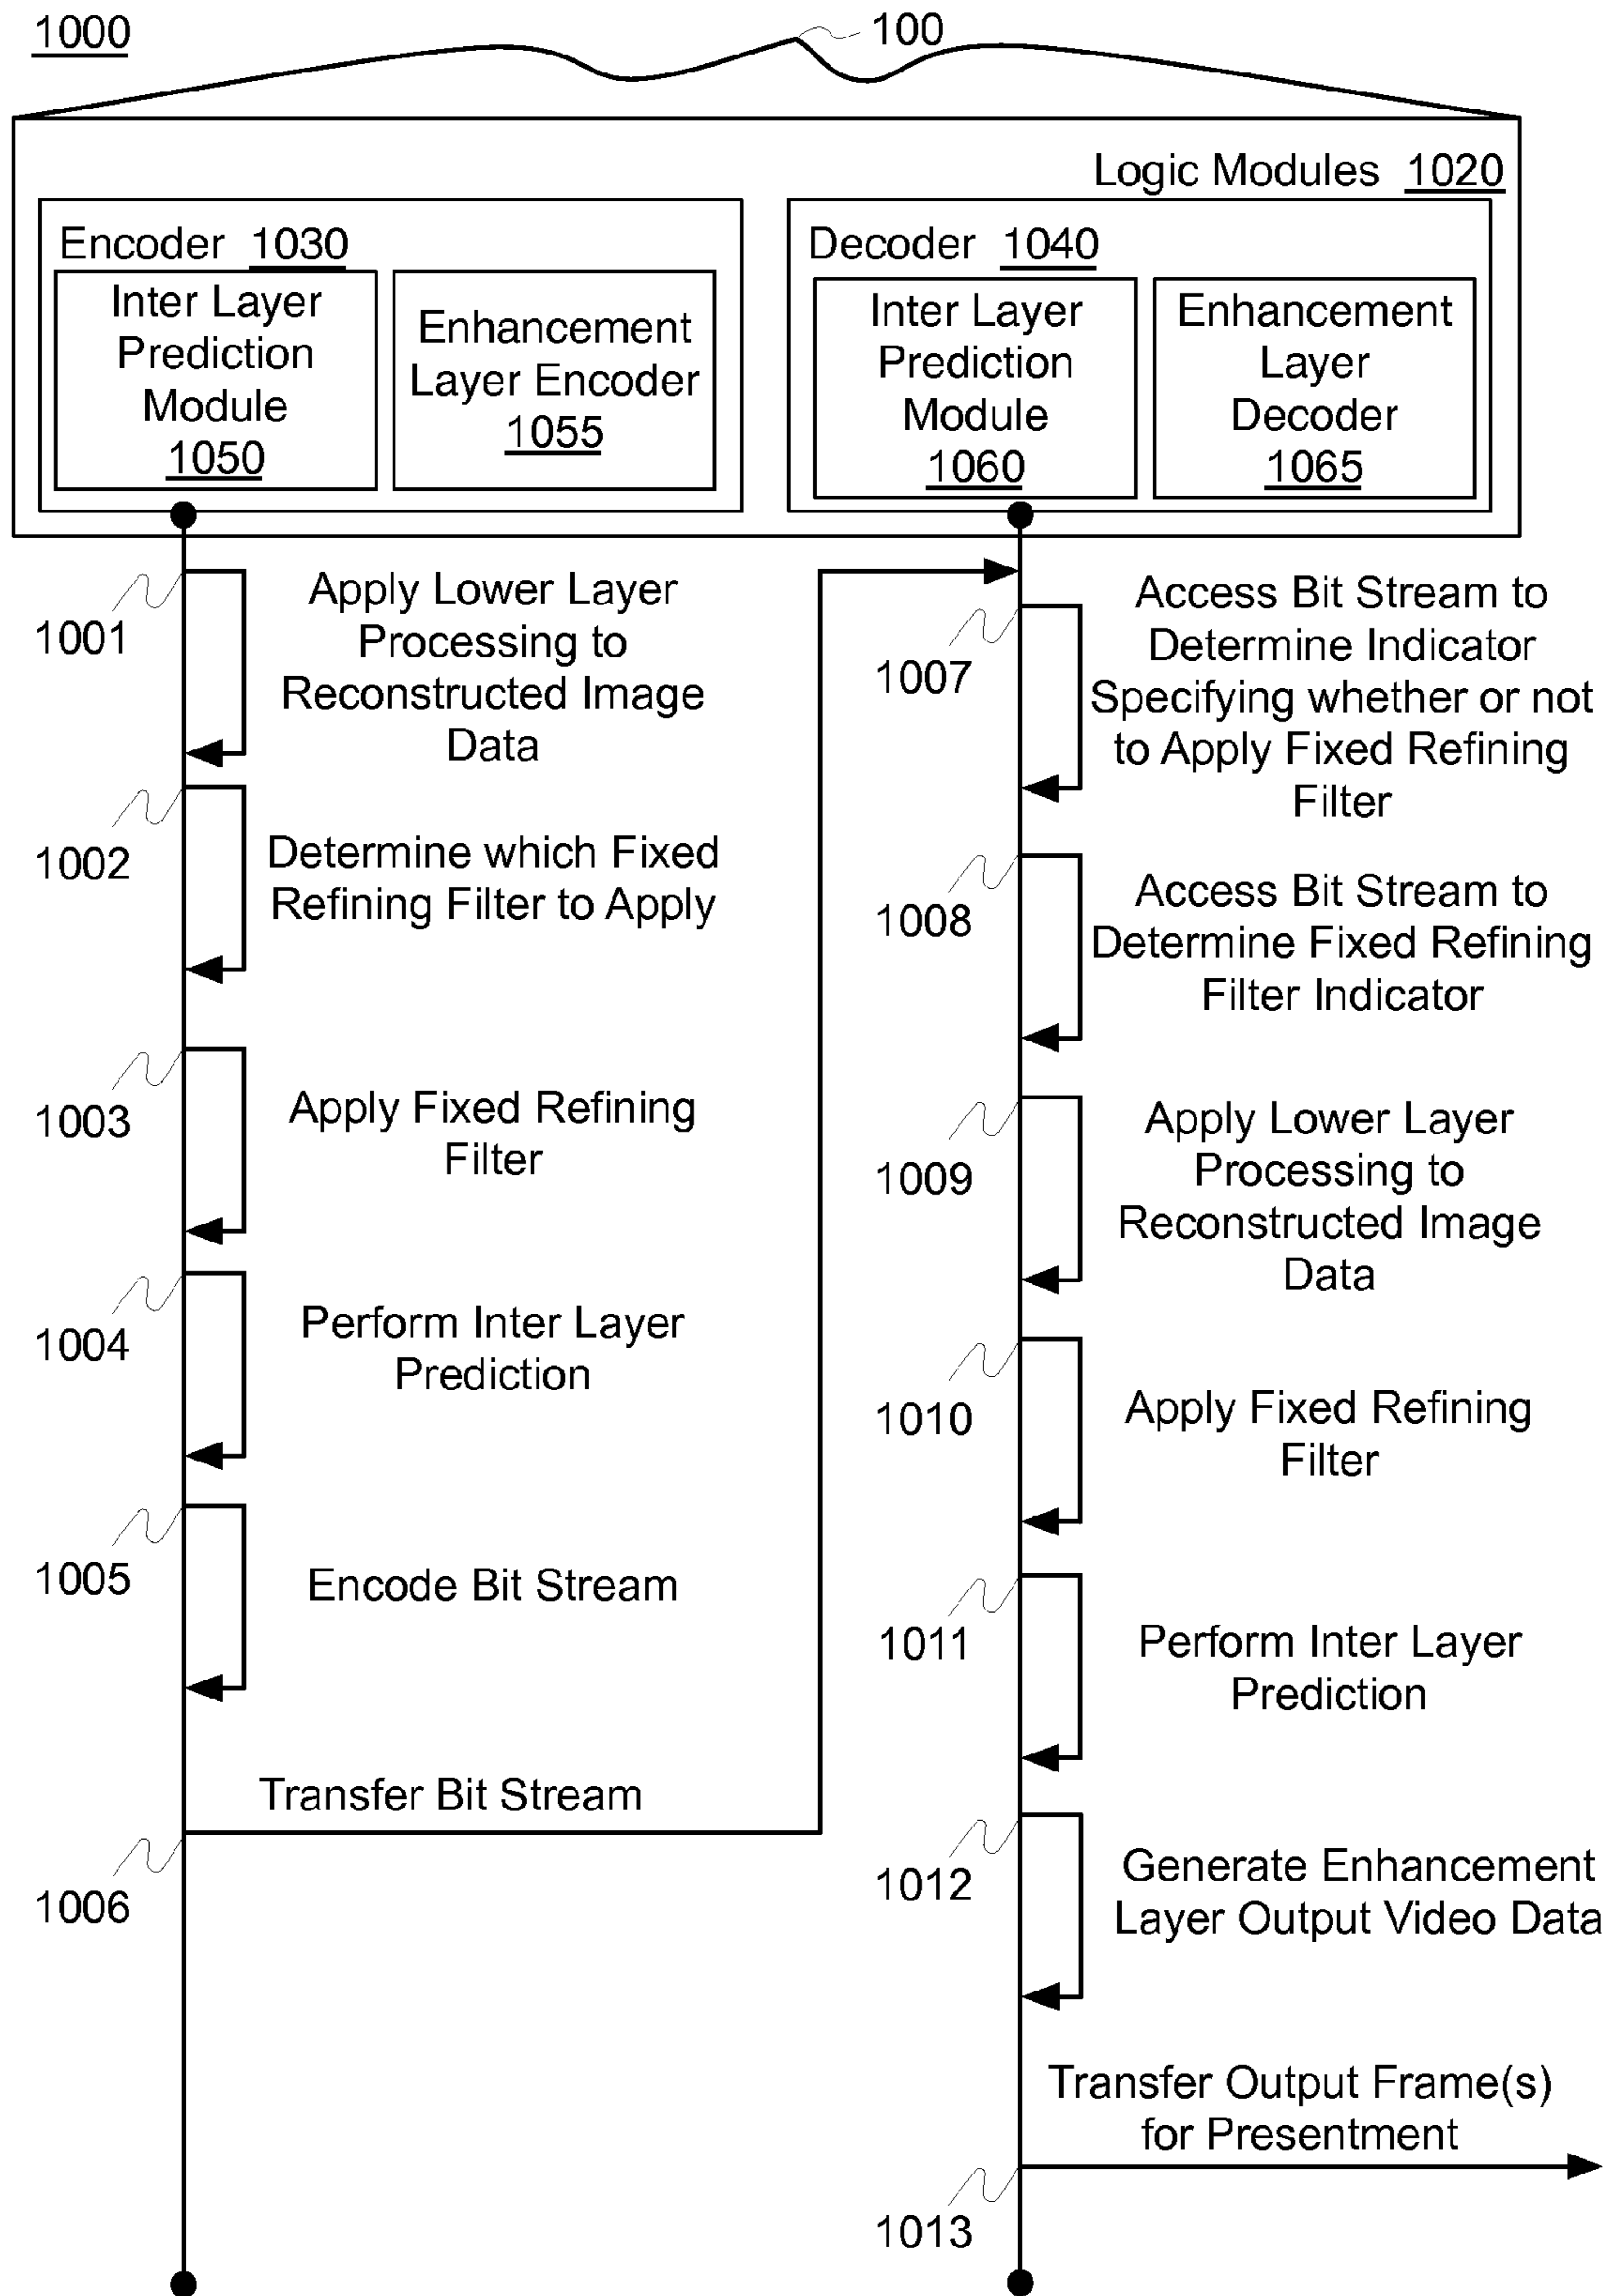 1000
100
Logic Modules 1020
Encoder 1030
Inter Layer
Prediction
Module
1050
Enhancement
Layer Encoder
1055
Decoder 1040
Inter Layer
Prediction
Module
1060
Enhancement
Layer
Decoder
1065
1001
Apply Lower Layer
Processing to
Reconstructed Image
Data
1002
Determine which Fixed
Refining Filter to Apply
1003
Apply Fixed Refining
Filter
1004
Perform Inter Layer
Prediction
1005
Encode Bit Stream
Transfer Bit Stream
1006
1007
Access Bit Stream to
Determine Indicator
Specifying whether or not
to Apply Fixed Refining
Filter
1008
Access Bit Stream to
Determine Fixed Refining
Filter Indicator
1009
Apply Lower Layer
Processing to
Reconstructed Image
Data
1010
Apply Fixed Refining
Filter
1011
Perform Inter Layer
Prediction
1012
Generate Enhancement
Layer Output Video Data
Transfer Output Frame(s)
for Presentment
1013